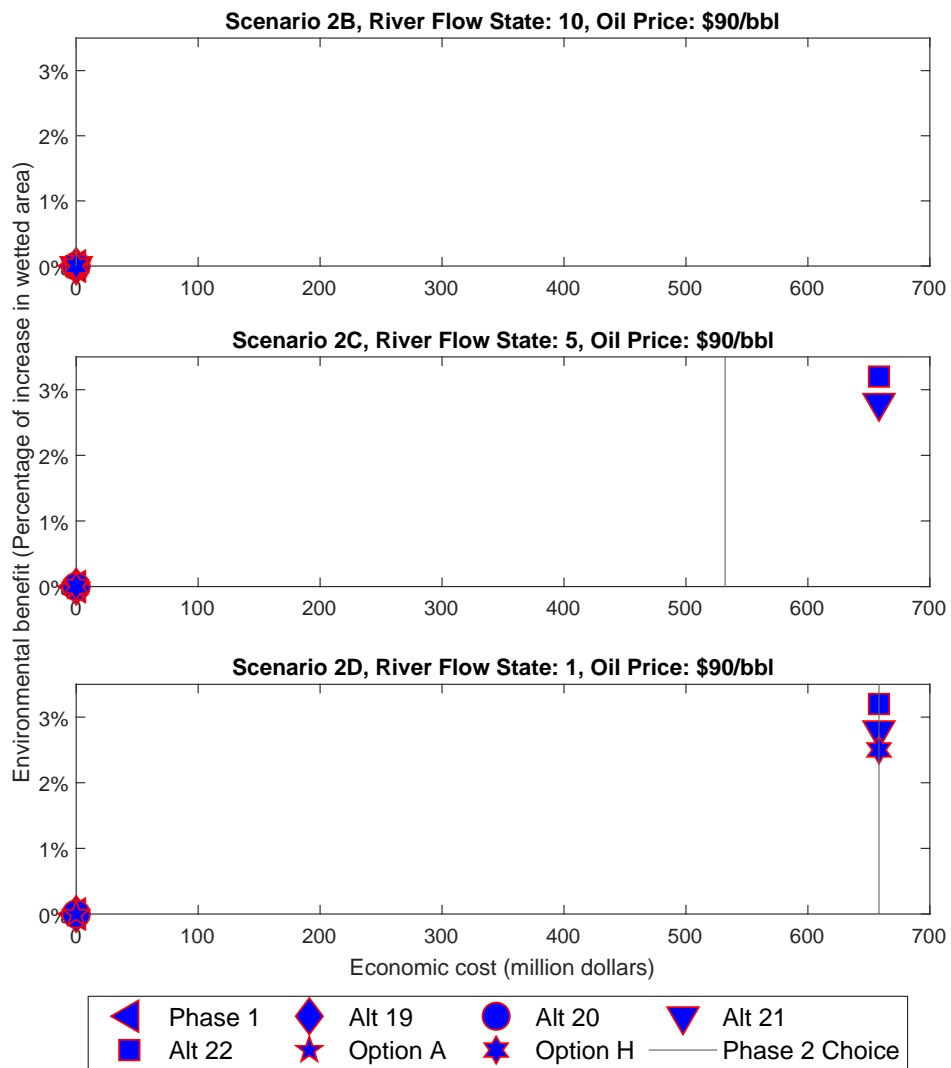 Scenario 2B, River Flow State: 10, Oil Price: $90/bbl
3%
2%
1%
0%
0 100 200 300 400 500 600 700
Environmental benefit (Percentage of increase in wetted area)
Scenario 2C, River Flow State: 5, Oil Price: $90/bbl
3%
2%
1%
0%
0 100 200 300 400 500 600 700
Scenario 2D, River Flow State: 1, Oil Price: $90/bbl
3%
2%
1%
0%
0 100 200 300 400 500 600 700
Economic cost (million dollars)
Phase 1 Alt 19 Alt 20 Alt 21
Alt 22 Option A Option H Phase 2 Choice